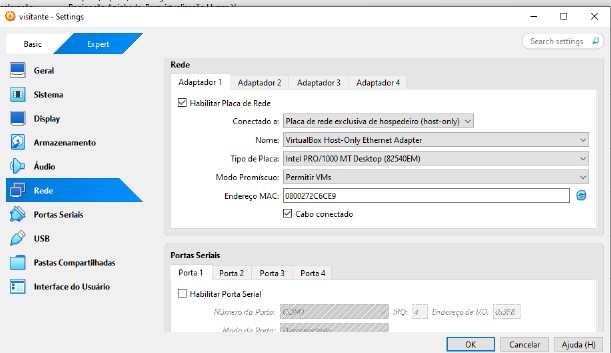 visitante - Settings
Basic
Expert
Search settings
Geral
Sistema
Display
Armazenamento
Áudio
Rede
Portas Seriais
USB
Pastas Compartilhadas
Interface do Usuário
Rede
Adaptador 1 Adaptador 2 Adaptador 3 Adaptador 4
Habilitar Placa de Rede
Conectado a: Placa de rede exclusiva de hospedeiro (host-only)
Nome: VirtualBox Host-Only Ethernet Adapter
Tipo de Placa: Intel PRO/1000 MT Desktop (82540EM)
Modo Promíscuo: Permitir VMs
Endereço MAC: 0800272C6CE9
Cabo conectado
Portas Seriais
Porta 1 Porta 2 Porta 3 Porta 4
Habilitar Porta Serial
Número da Porta: COM1 IRQ: 4 Endereço de I/O: 0x3F8
Modo da Porta: Desconectado
OK Cancelar Ajuda (H)